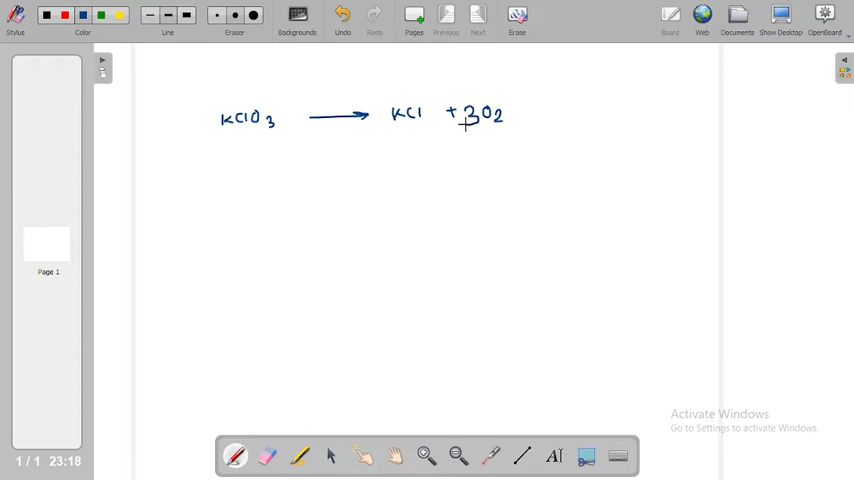 Stylus
Color
Line
Eraser
Backgrounds
Undo
Redo
Pages
Previous
Next
Erase
Board
Web
Documents
Show Desktop
OpenBoard
KClO3 → KCl + 3O2
Page 1
Activate Windows
Go to Settings to activate Windows.
1 / 1 23:18
AI